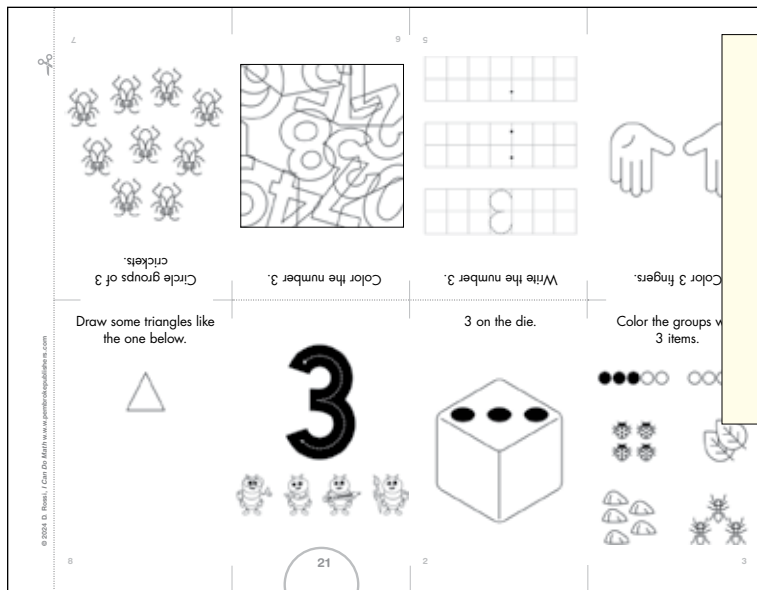 7
6
5
Circle groups of 3
crickets.
Color the number 3.
Write the number 3.
Color 3 fingers.
Draw some triangles like
the one below.
3
3 on the die.
Color the groups
3 items.
© 2024 D. Rossi, I Can Do Math www.pembrokepublishers.com
8
21
2
3